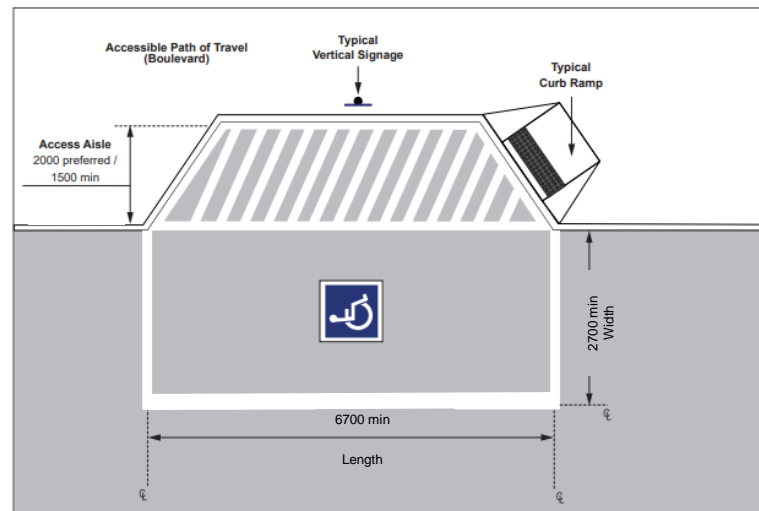 Accessible Path of Travel
(Boulevard)
Typical
Vertical Signage
Typical
Curb Ramp
Access Aisle
2000 preferred /
1500 min
2700 min
Width
℄
6700 min
Length
℄
℄